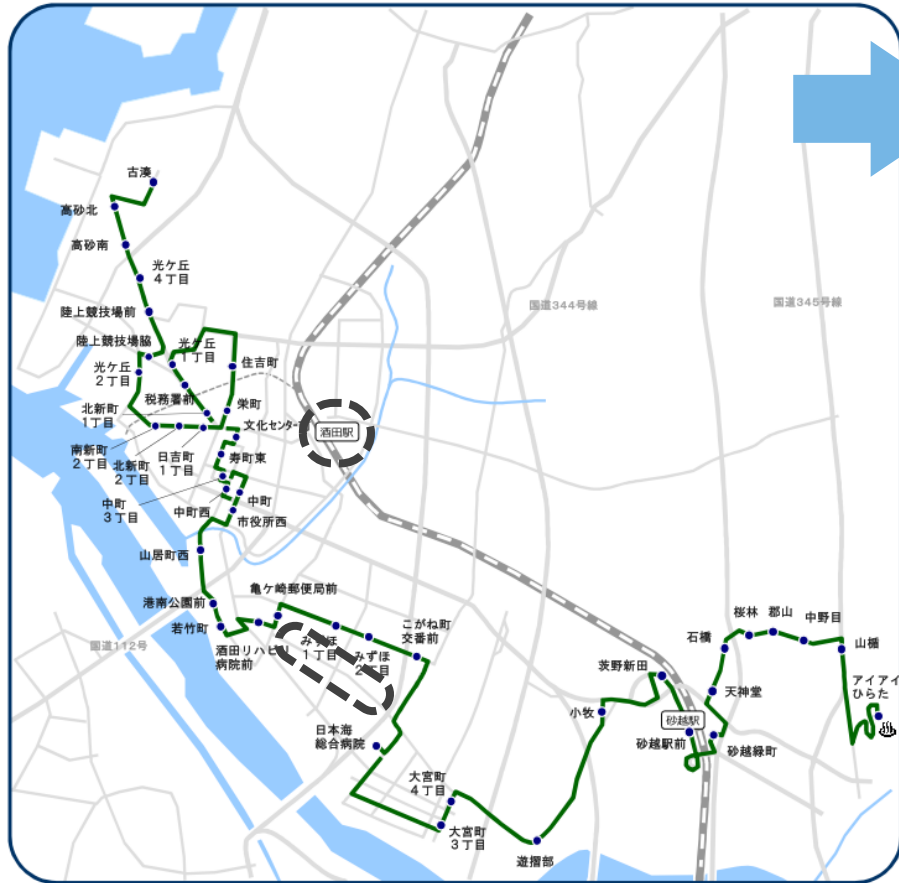 古湊
高砂北
高砂南
光ケ丘
4丁目
陸上競技場前
陸上競技場脇
光ケ丘
1丁目
光ケ丘
2丁目
住吉町
税務署前
北新町
1丁目
栄町
文化センター
南新町
2丁目
北新町
2丁目
日吉町
1丁目
寿町東
中町
3丁目
中町西
中町
市役所西
山居町西
港南公園前
若竹町
亀ケ崎郵便局前
酒田リハビリ
病院前
みずほ
1丁目
みずほ
2丁目
こがね町
交番前
日本海
総合病院
大宮町
4丁目
大宮町
3丁目
遊摺部
小牧
茨野新田
砂越駅
砂越駅前
砂越緑町
天神堂
石橋
桜林
郡山
中野目
山楯
アイアイ
ひらた
酒田駅
国道344号線
国道345号線
国道112号